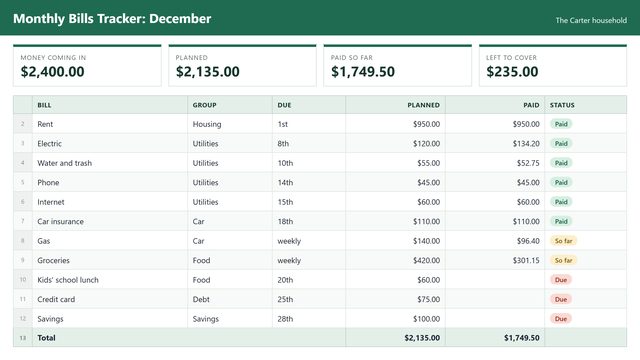 Monthly Bills Tracker: December
The Carter household
MONEY COMING IN
$2,400.00
PLANNED
$2,135.00
PAID SO FAR
$1,749.50
LEFT TO COVER
$235.00
BILL GROUP DUE PLANNED PAID STATUS
2 Rent Housing 1st $950.00 $950.00 Paid
3 Electric Utilities 8th $120.00 $134.20 Paid
4 Water and trash Utilities 10th $55.00 $52.75 Paid
5 Phone Utilities 14th $45.00 $45.00 Paid
6 Internet Utilities 15th $60.00 $60.00 Paid
7 Car insurance Car 18th $110.00 $110.00 Paid
8 Gas Car weekly $140.00 $96.40 So far
9 Groceries Food weekly $420.00 $301.15 So far
10 Kids' school lunch Food 20th $60.00 Due
11 Credit card Debt 25th $75.00 Due
12 Savings Savings 28th $100.00 Due
13 Total $2,135.00 $1,749.50